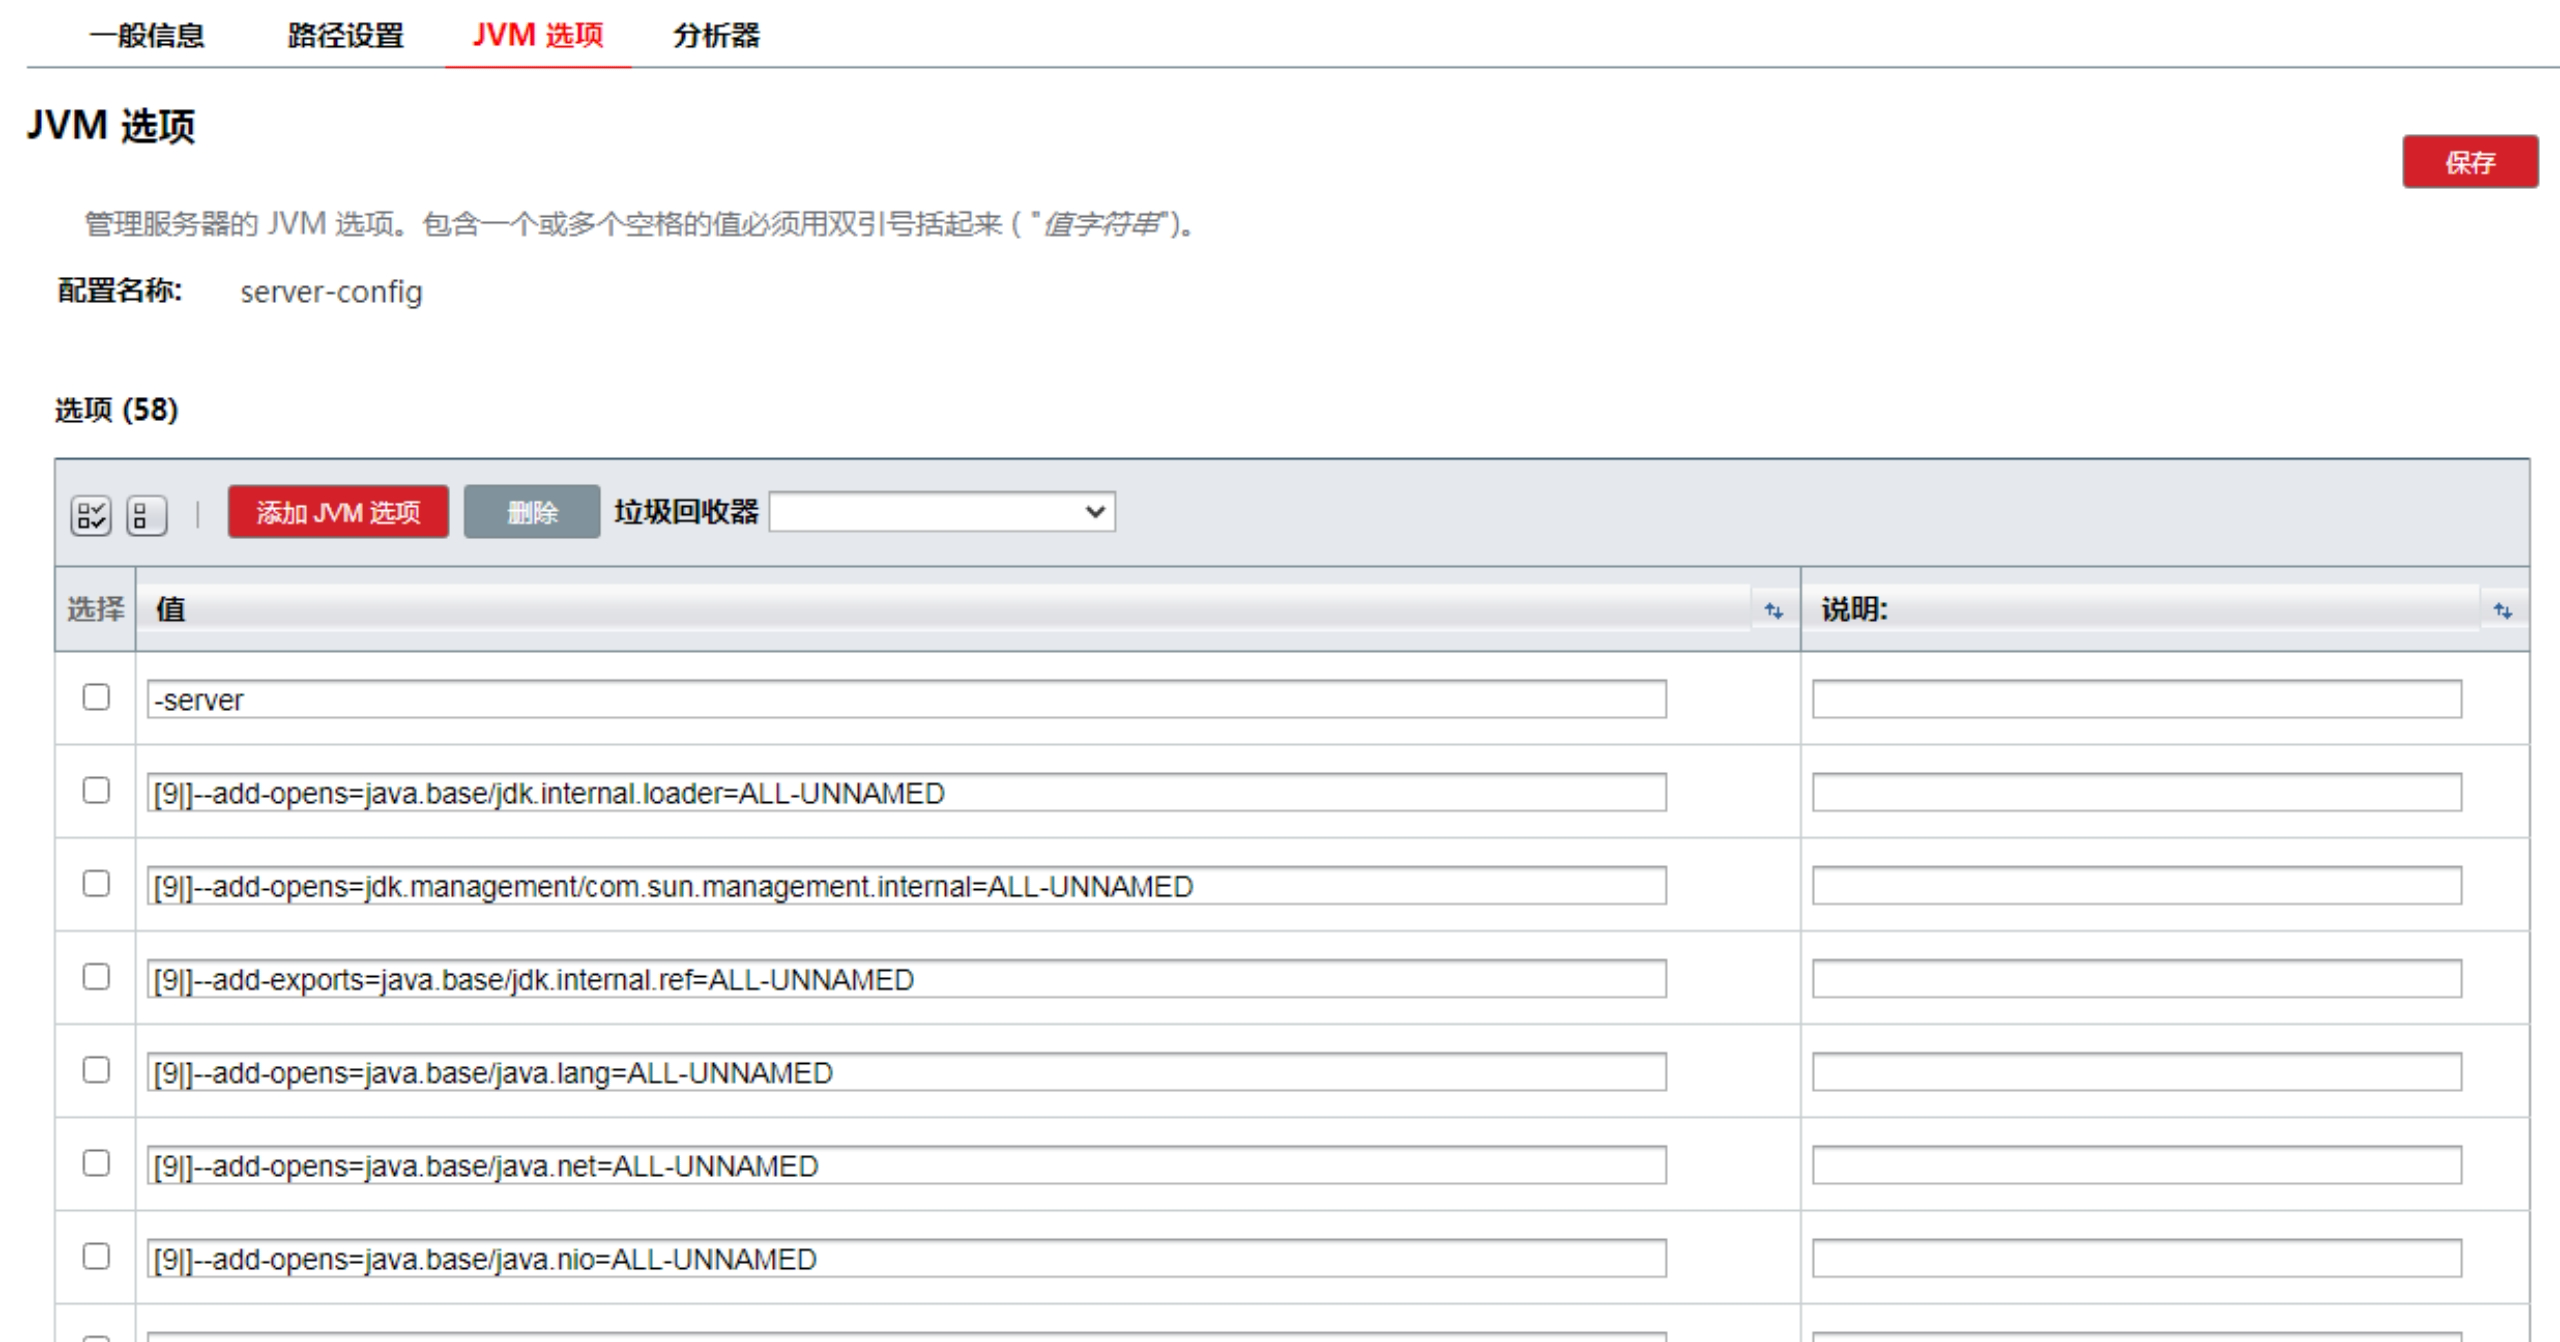 一般信息 路径设置 JVM 选项 分析器
JVM 选项
保存
管理服务器的 JVM 选项。包含一个或多个空格的值必须用双引号括起来 ( "值字符串")。
配置名称: server-config
选项 (58)
添加 JVM 选项 删除 垃圾回收器
选择 值 说明:
-server
[9|]--add-opens=java.base/jdk.internal.loader=ALL-UNNAMED
[9|]--add-opens=jdk.management/com.sun.management.internal=ALL-UNNAMED
[9|]--add-exports=java.base/jdk.internal.ref=ALL-UNNAMED
[9|]--add-opens=java.base/java.lang=ALL-UNNAMED
[9|]--add-opens=java.base/java.net=ALL-UNNAMED
[9|]--add-opens=java.base/java.nio=ALL-UNNAMED